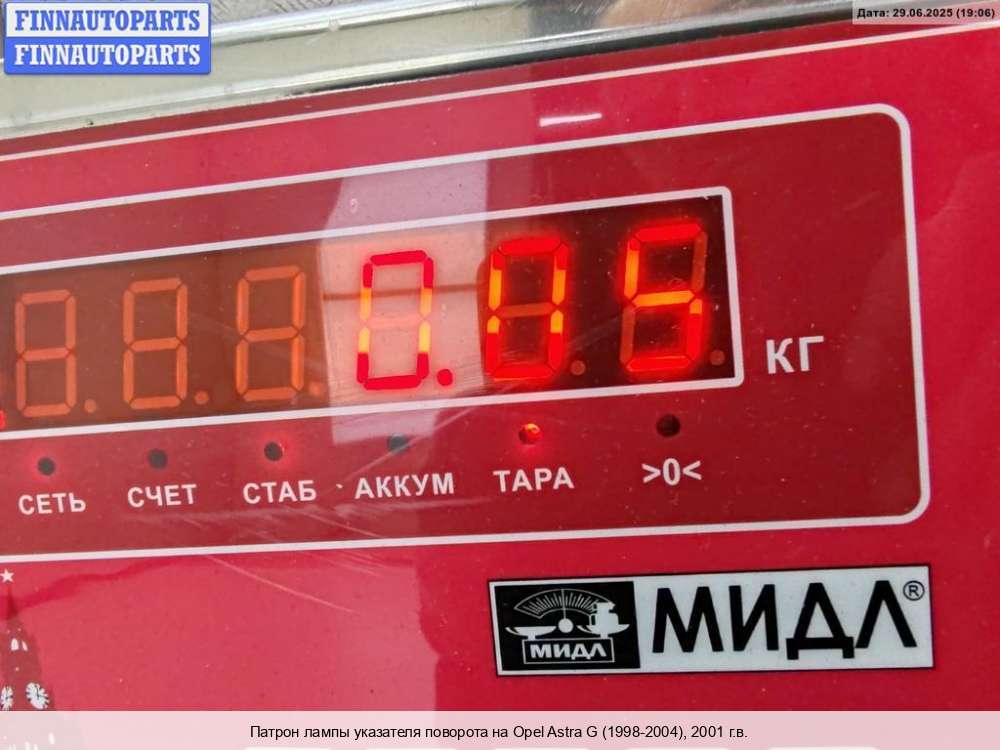 FINNAUTOPARTS
FINNAUTOPARTS
Дата: 29.06.2025 (19:06)
0.05
КГ
СЕТЬ СЧЕТ СТАБ АККУМ ТАРА >0<
МИДЛ
МИДЛ®
Патрон лампы указателя поворота на Opel Astra G (1998-2004), 2001 г.в.